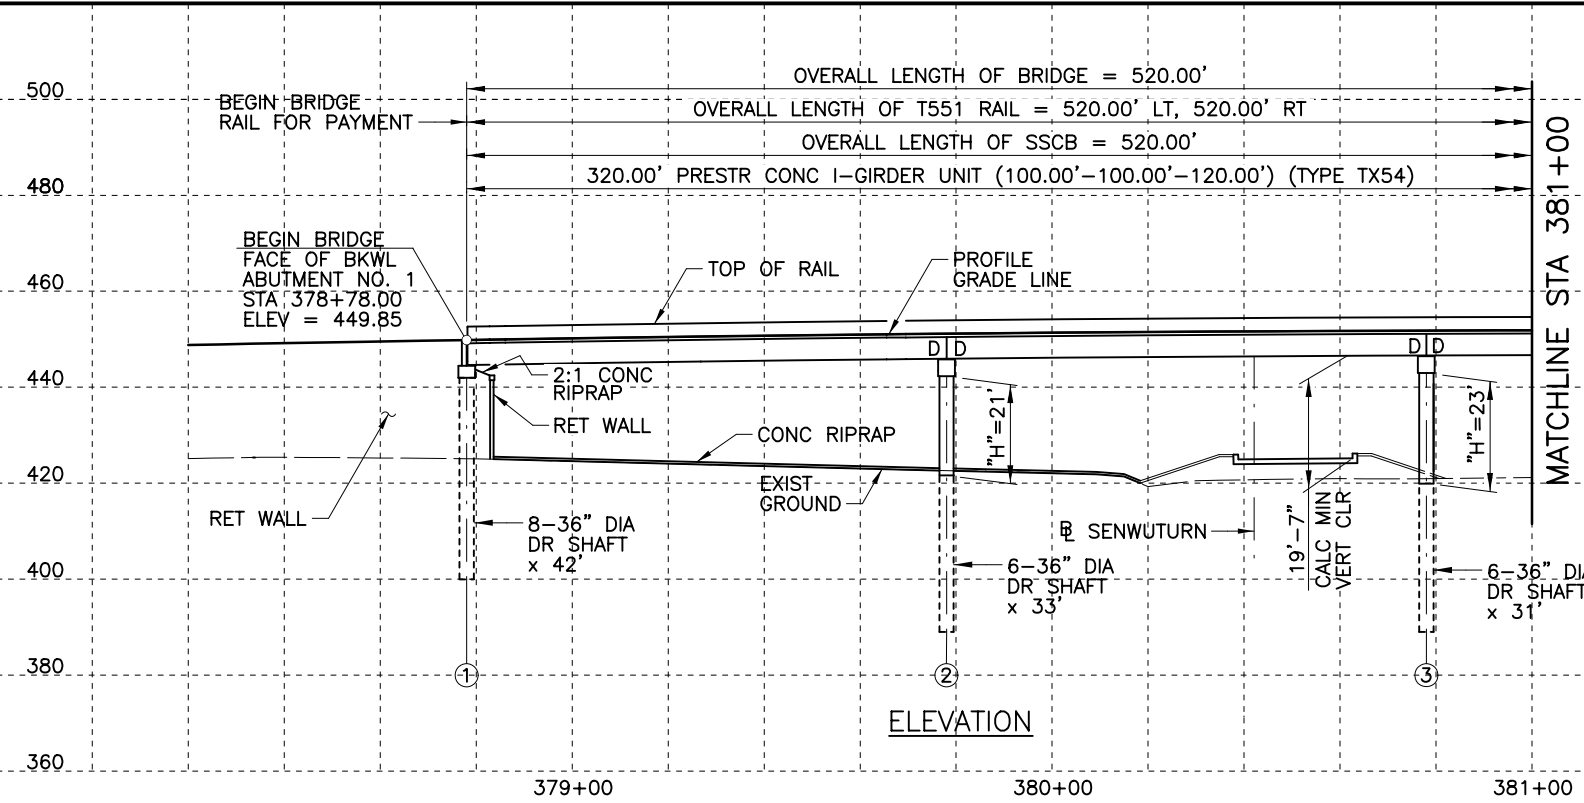 OVERALL LENGTH OF BRIDGE = 520.00'
500
BEGIN BRIDGE
RAIL FOR PAYMENT
OVERALL LENGTH OF T551 RAIL = 520.00' LT, 520.00' RT
OVERALL LENGTH OF SSCB = 520.00'
480
320.00' PRESTR CONC I-GIRDER UNIT (100.00'-100.00'-120.00') (TYPE TX54)
MATCHLINE STA 381+00
BEGIN BRIDGE
FACE OF BKWL
ABUTMENT NO. 1
STA 378+78.00
ELEV = 449.85
460
TOP OF RAIL
PROFILE
GRADE LINE
D D
D D
440
2:1 CONC
RIPRAP
RET WALL
CONC RIPRAP
"H"=21'
"H"=23'
420
EXIST
GROUND
RET WALL
8-36" DIA
DR SHAFT
x 42'
BL SENWUTURN
19'-7"
CALC MIN
VERT CLR
400
6-36" DIA
DR SHAFT
x 33'
6-36" DIA
DR SHAFT
x 31'
380
1
2
3
ELEVATION
360
379+00
380+00
381+00